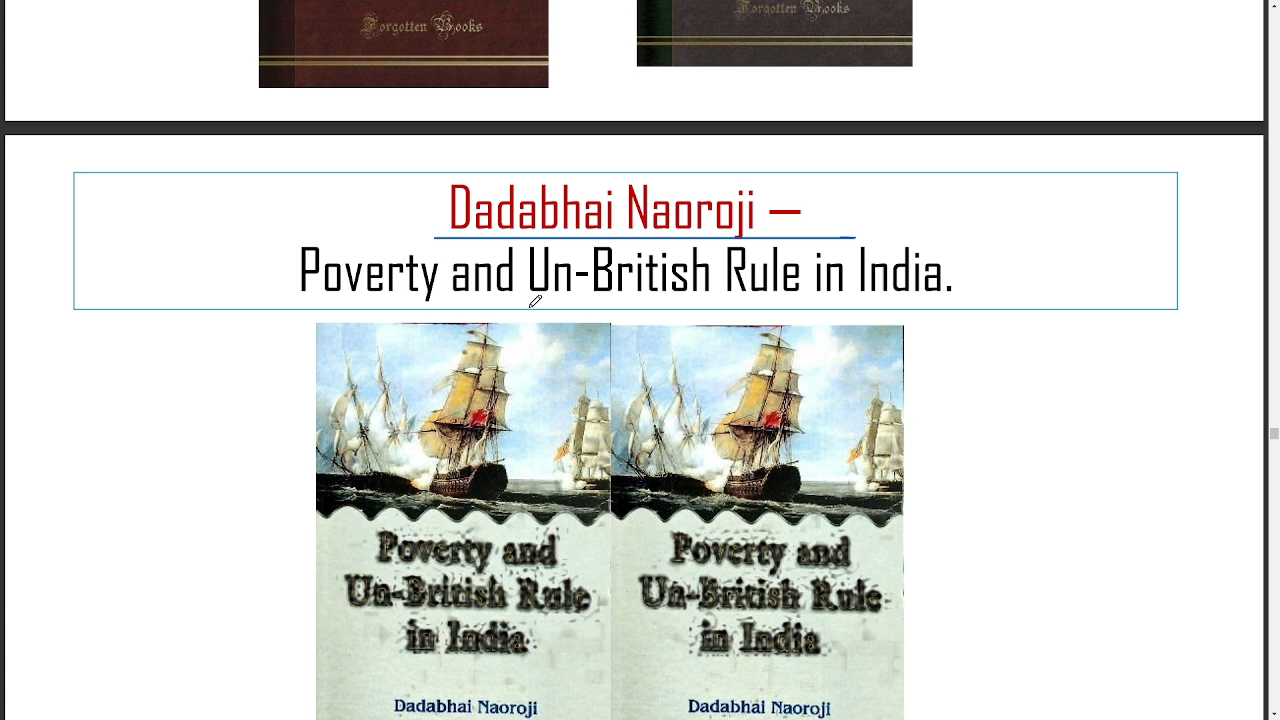 Forgotten Books
Forgotten Books
Dadabhai Naoroji —
Poverty and Un-British Rule in India.
Poverty and
Un-British Rule
in India
Dadabhai Naoroji
Poverty and
Un-British Rule
in India
Dadabhai Naoroji